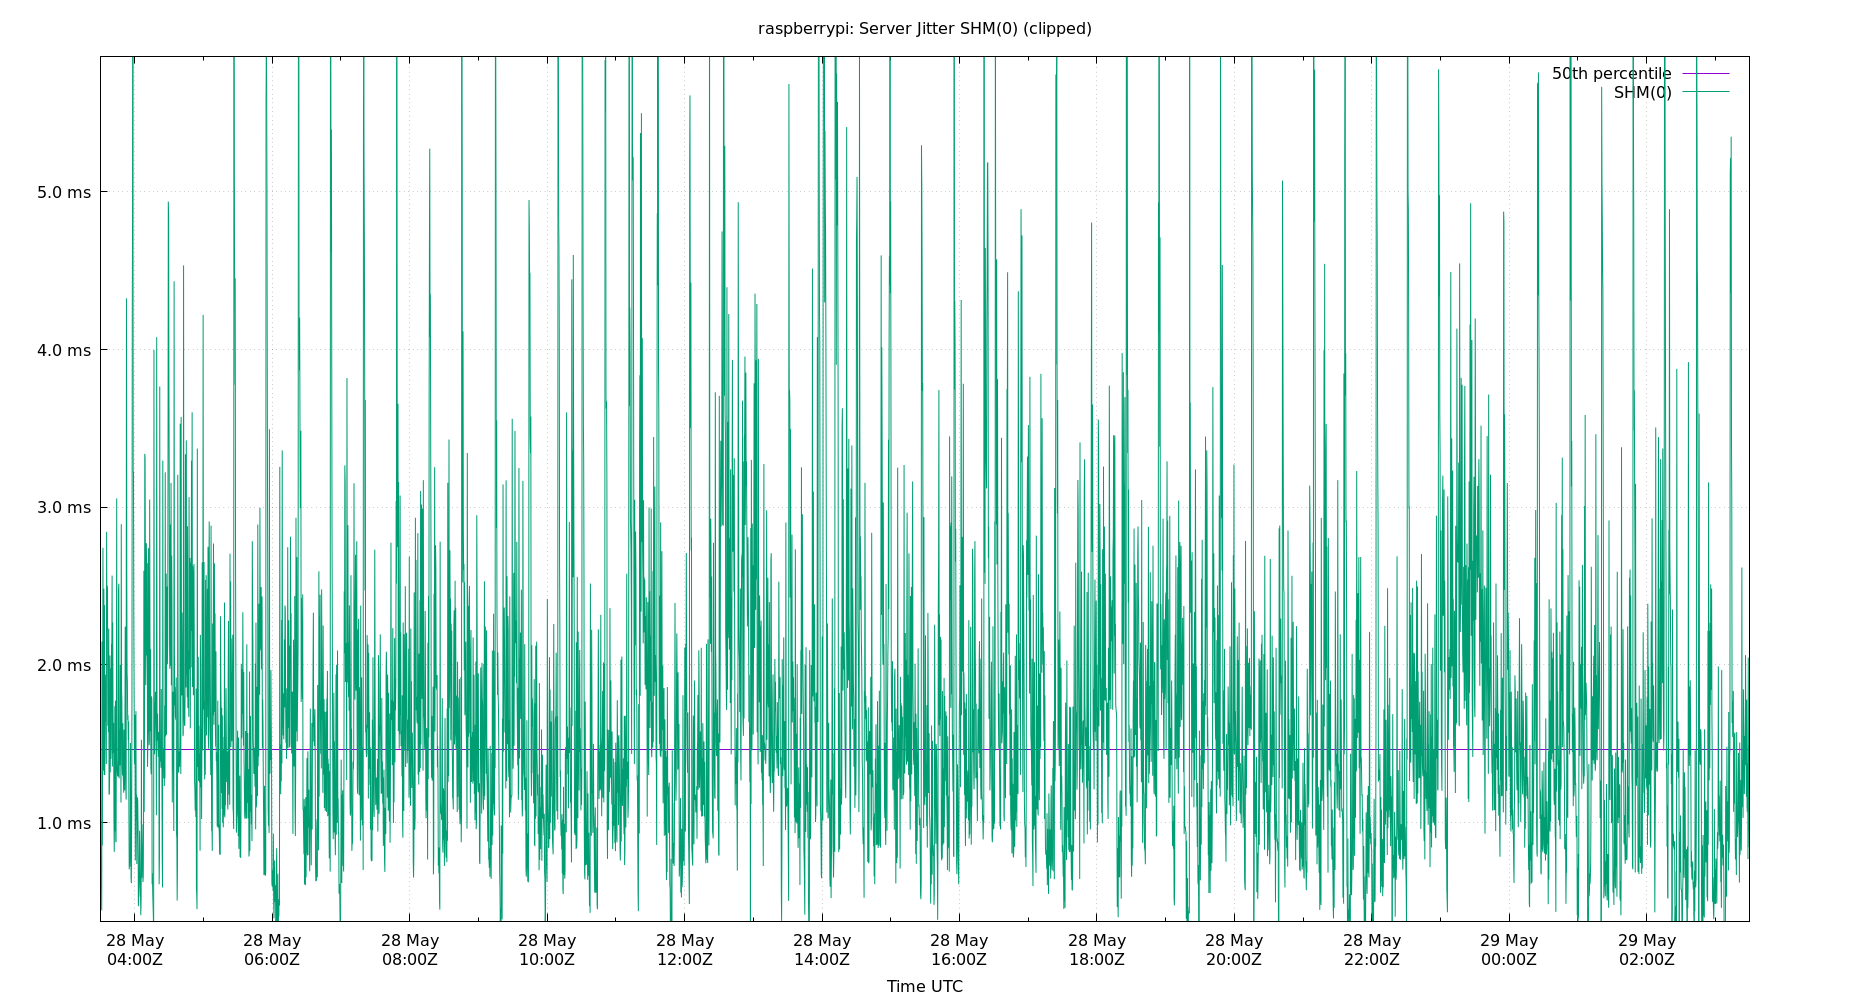 raspberrypi: Server Jitter SHM(0) (clipped)
50th percentile
SHM(0)
5.0 ms
4.0 ms
3.0 ms
2.0 ms
1.0 ms
28 May 28 May 28 May 28 May 28 May 28 May 28 May 28 May 28 May 28 May 29 May 29 May
04:00Z 06:00Z 08:00Z 10:00Z 12:00Z 14:00Z 16:00Z 18:00Z 20:00Z 22:00Z 00:00Z 02:00Z
Time UTC